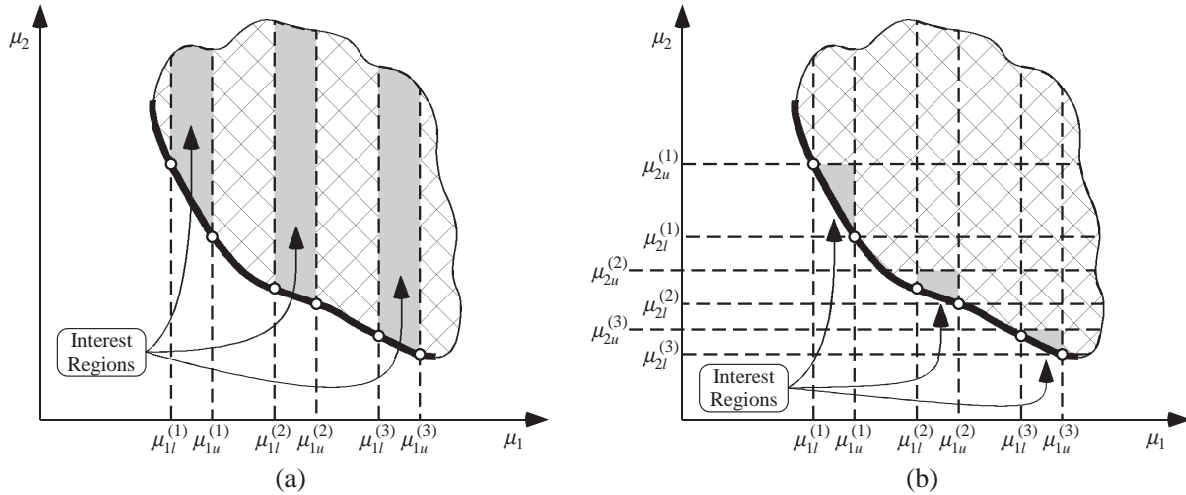 μ₂
Interest
Regions
μ₁ₗ⁽¹⁾ μ₁ᵤ⁽¹⁾ μ₁ₗ⁽²⁾ μ₁ᵤ⁽²⁾ μ₁ₗ⁽³⁾ μ₁ᵤ⁽³⁾ μ₁
(a)
μ₂
μ₂ᵤ⁽¹⁾
μ₂ₗ⁽¹⁾
μ₂ᵤ⁽²⁾
μ₂ₗ⁽²⁾
μ₂ᵤ⁽³⁾
μ₂ₗ⁽³⁾
Interest
Regions
μ₁ₗ⁽¹⁾ μ₁ᵤ⁽¹⁾ μ₁ₗ⁽²⁾ μ₁ᵤ⁽²⁾ μ₁ₗ⁽³⁾ μ₁ᵤ⁽³⁾ μ₁
(b)